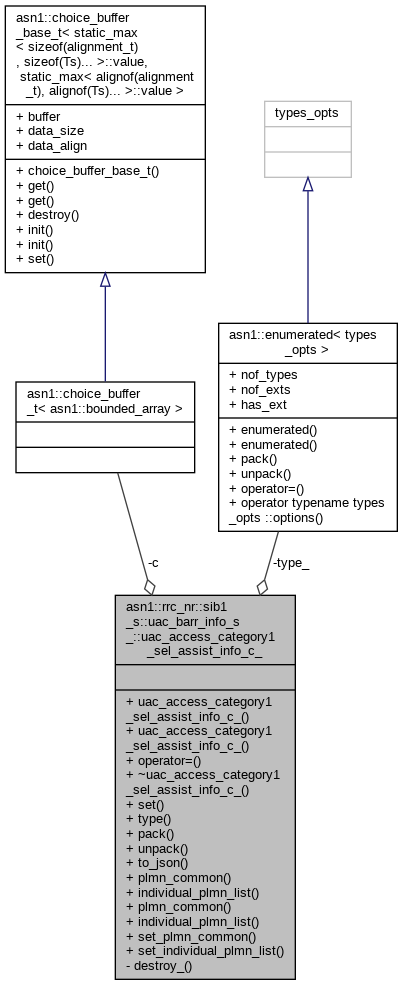 asn1::choice_buffer
_base_t< static_max
< sizeof(alignment_t)
, sizeof(Ts)... >::value,
static_max< alignof(alignment
_t), alignof(Ts)... >::value >
+ buffer
+ data_size
+ data_align
+ choice_buffer_base_t()
+ get()
+ get()
+ destroy()
+ init()
+ init()
+ set()
types_opts
asn1::enumerated< types
_opts >
+ nof_types
+ nof_exts
+ has_ext
+ enumerated()
+ enumerated()
+ pack()
+ unpack()
+ operator=()
+ operator typename types
_opts ::options()
asn1::choice_buffer
_t< asn1::bounded_array >
-c
-type_
asn1::rrc_nr::sib1
_s::uac_barr_info_s
_::uac_access_category1
_sel_assist_info_c_
+ uac_access_category1
_sel_assist_info_c_()
+ uac_access_category1
_sel_assist_info_c_()
+ operator=()
+ ~uac_access_category1
_sel_assist_info_c_()
+ set()
+ type()
+ pack()
+ unpack()
+ to_json()
+ plmn_common()
+ individual_plmn_list()
+ plmn_common()
+ individual_plmn_list()
+ set_plmn_common()
+ set_individual_plmn_list()
- destroy_()